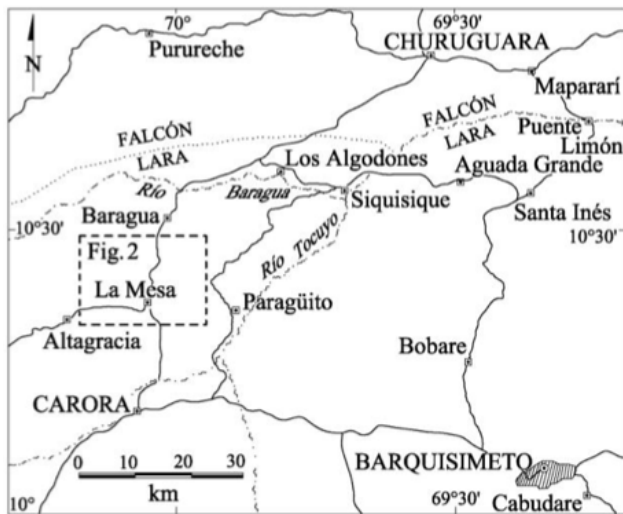 70°
69°30'
Purureche
CHURUGUARA
N
Mapararí
FALCÓN
FALCÓN
LARA
Puente
Limón
LARA
Los Algodones
Aguada Grande
Río
Baragua
Siquisique
Santa Inés
Baragua
10°30'
10°30'
Fig. 2
Río Tocuyo
La Mesa
Paragüito
Altagracia
Bobare
CARORA
0 10 20 30
km
BARQUISIMETO
10°
69°30'
Cabudare